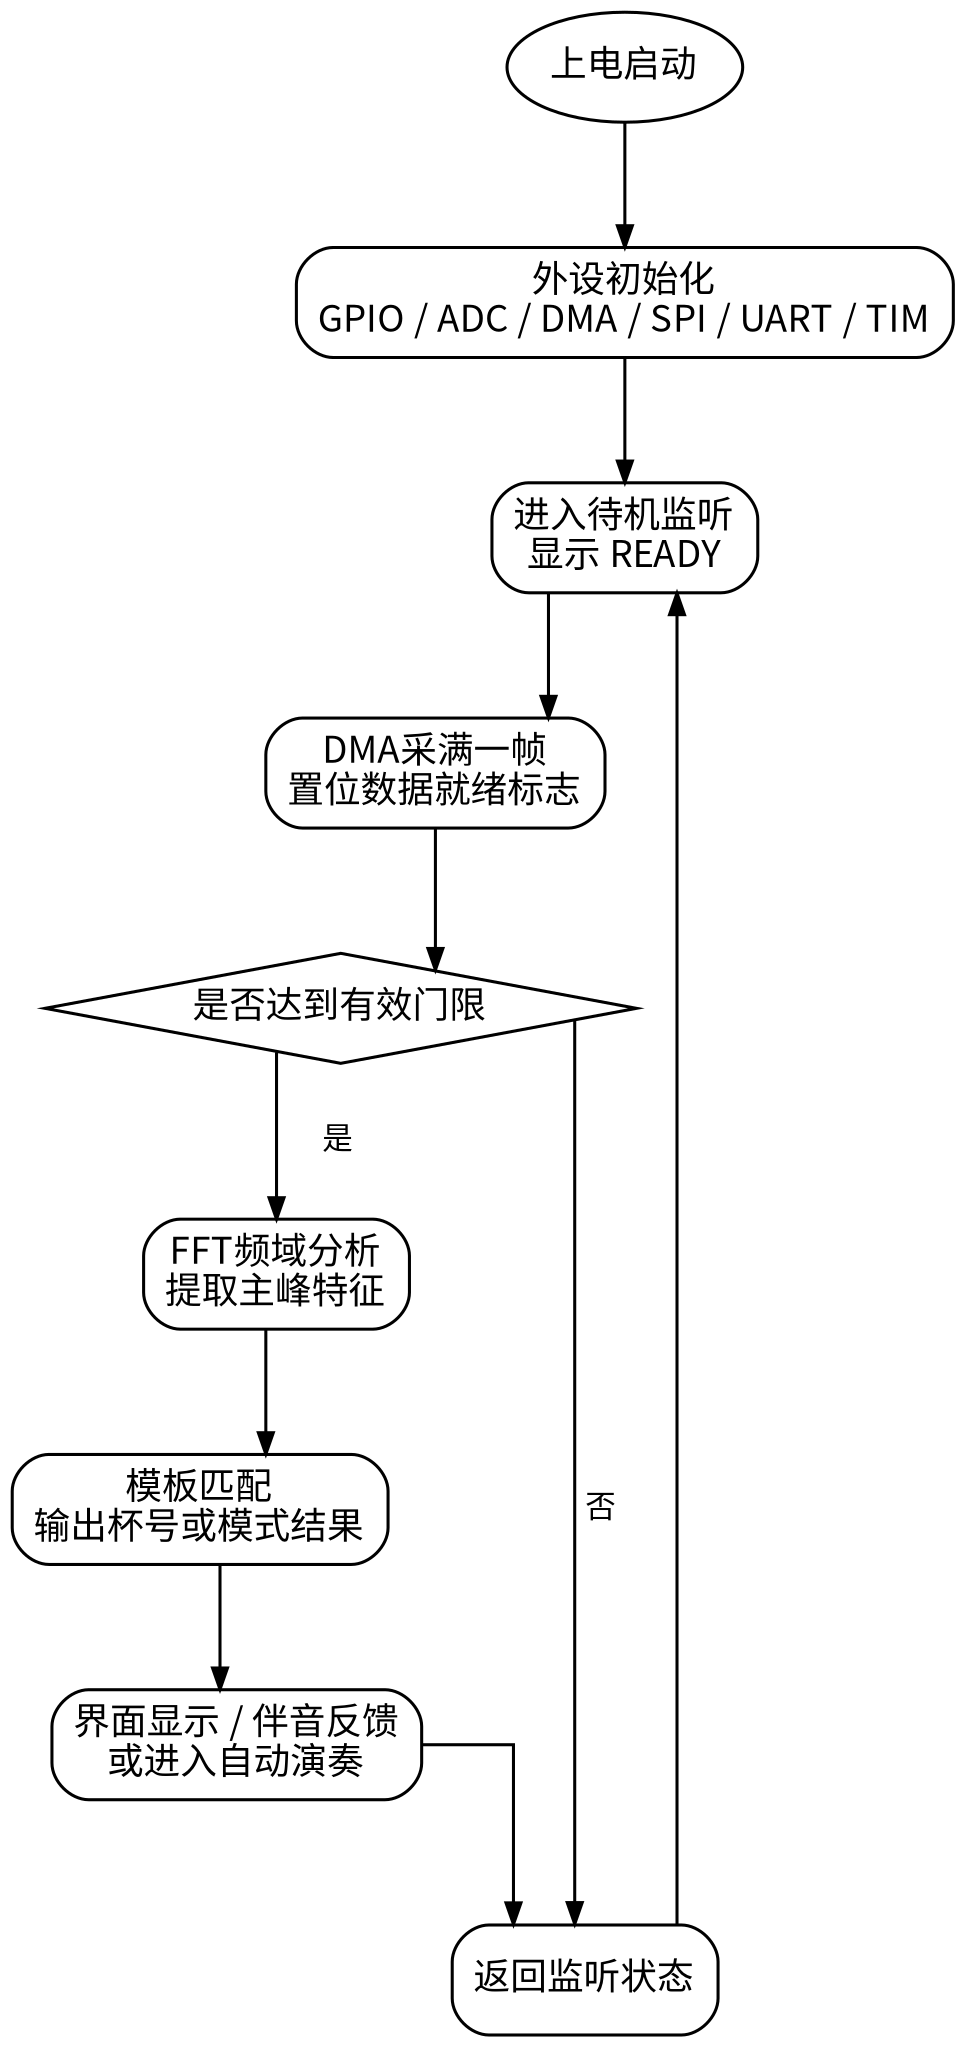 上电启动
外设初始化
GPIO / ADC / DMA / SPI / UART / TIM
进入待机监听
显示 READY
DMA采满一帧
置位数据就绪标志
是否达到有效门限
是
FFT频域分析
提取主峰特征
模板匹配
输出杯号或模式结果
否
界面显示 / 伴音反馈
或进入自动演奏
返回监听状态